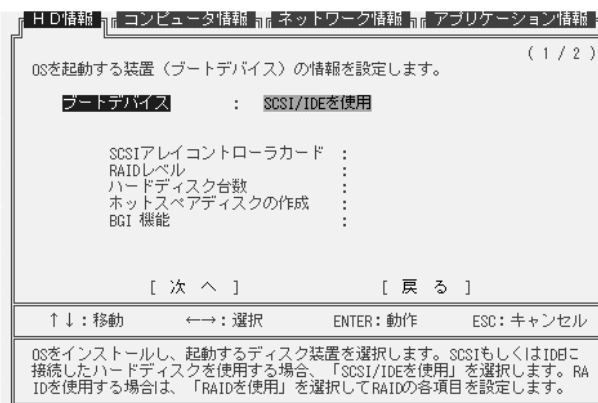 ＨＤ情報 コンピュータ情報 ネットワーク情報 アプリケーション情報
(１/２)
OSを起動する装置（ブートデバイス）の情報を設定します。
ブートデバイス : SCSI/IDEを使用
SCSIアレイコントローラカード :
RAIDレベル :
ハードディスク台数 :
ホットスペアディスクの作成 :
BGI 機能 :
[ 次 へ ] [ 戻 る ]
↑↓：移動 ←→：選択 ENTER：動作 ESC：キャンセル
OSをインストールし、起動するディスク装置を選択します。SCSIもしくはIDEに
接続したハードディスクを使用する場合、「SCSI/IDEを使用」を選択します。RA
IDを使用する場合は、「RAIDを使用」を選択してRAIDの各項目を設定します。